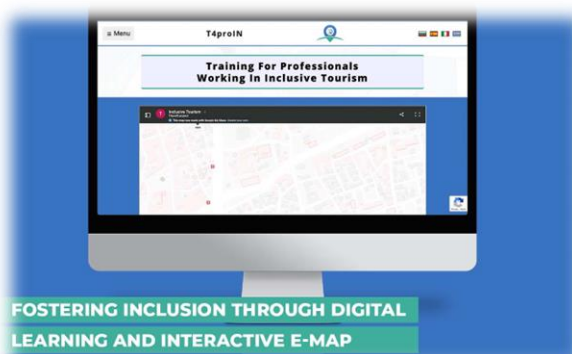 ≡ Menu
T4proIN
Training For Professionals
Working In Inclusive Tourism
Inclusive Tourism
FOSTERING INCLUSION THROUGH DIGITAL
LEARNING AND INTERACTIVE E-MAP